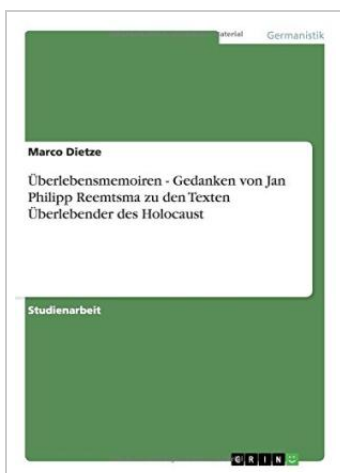 Germanistik
Marco Dietze
Überlebensmemoiren - Gedanken von Jan
Philipp Reemtsma zu den Texten
Überlebender des Holocaust
Studienarbeit
GRIN